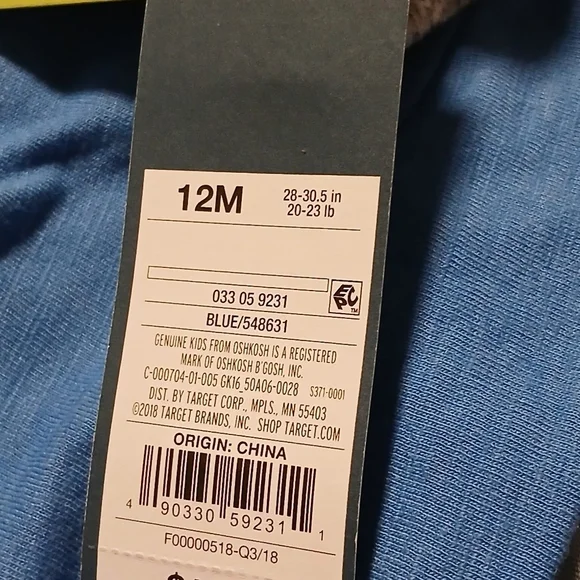 12M
28-30.5 in
20-23 lb
EPC™
033 05 9231
BLUE/548631
GENUINE KIDS FROM OSHKOSH IS A REGISTERED
MARK OF OSHKOSH B'GOSH, INC.
C-000704-01-005 GK16_50A06-0028 S371-0001
DIST. BY TARGET CORP., MPLS., MN 55403
©2018 TARGET BRANDS, INC. SHOP TARGET.COM
ORIGIN: CHINA
4 90330 59231 1
F00000518-Q3/18
$